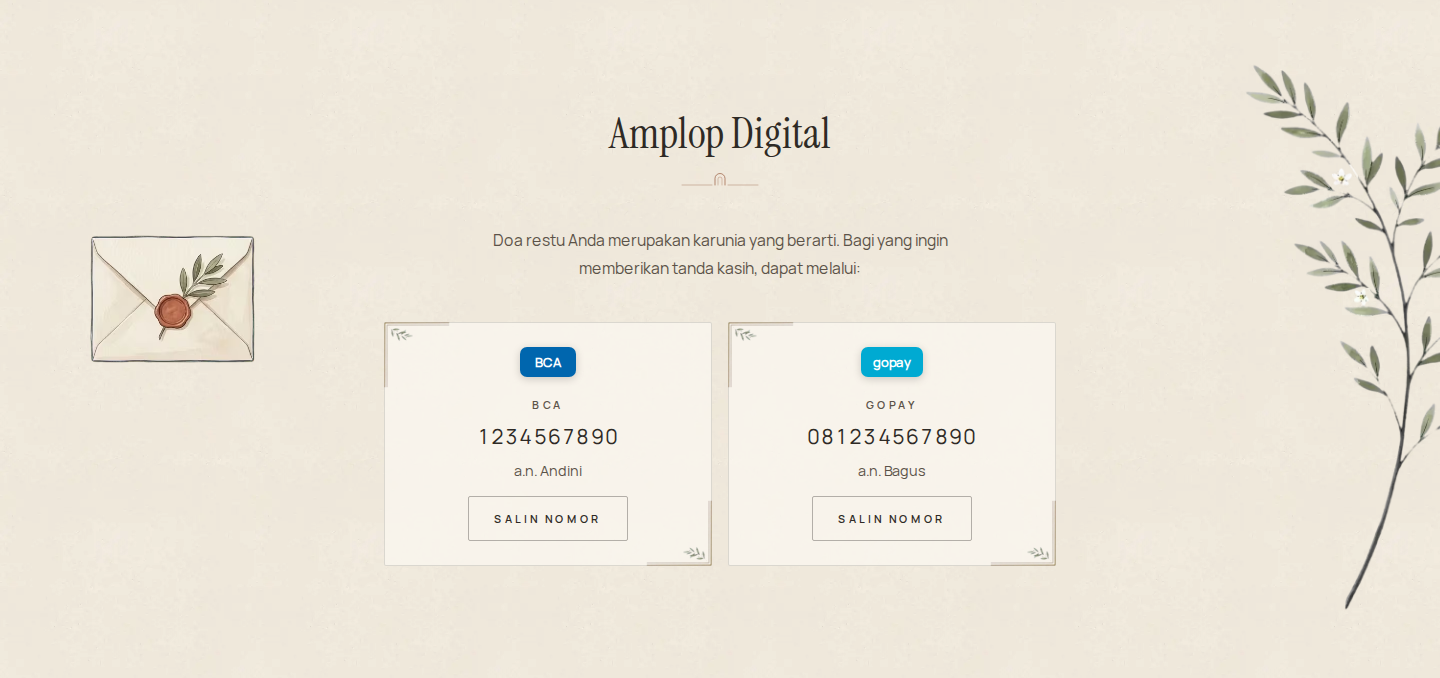 Amplop Digital
Doa restu Anda merupakan karunia yang berarti. Bagi yang ingin
memberikan tanda kasih, dapat melalui:
BCA
BCA
1234567890
a.n. Andini
SALIN NOMOR
gopay
GOPAY
081234567890
a.n. Bagus
SALIN NOMOR